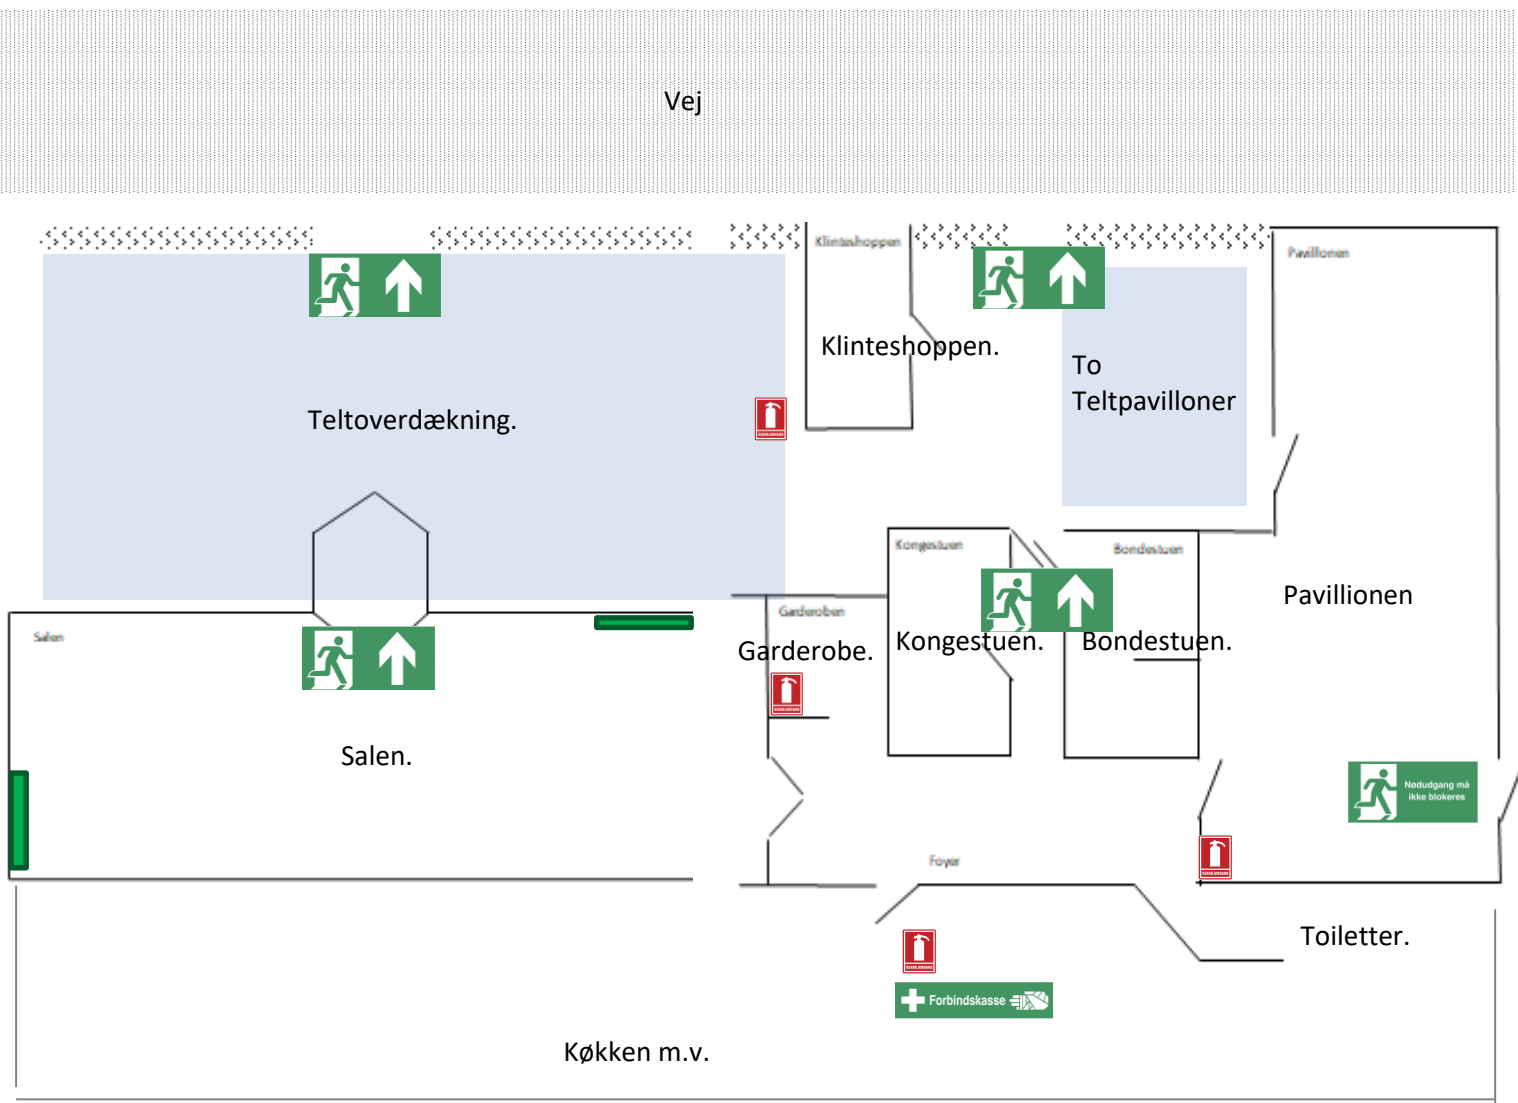 Vej
Klinteshoppen
Pavillonen
Klinteshoppen.
To
Teltpavilloner
Teltoverdækning.
Kongestuen
Bondestuen
Pavillionen
Garderoben
Salen
Garderobe.
Kongestuen.
Bondestuen.
Salen.
Nødudgang må
ikke blokeres
Foyer
Toiletter.
Forbindskasse
Køkken m.v.